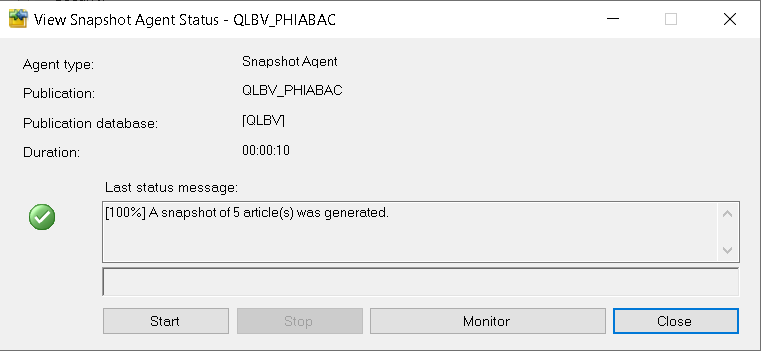 View Snapshot Agent Status - QLBV_PHIABAC
Agent type: Snapshot Agent
Publication: QLBV_PHIABAC
Publication database: [QLBV]
Duration: 00:00:10
Last status message:
[100%] A snapshot of 5 article(s) was generated.
Start Stop Monitor Close